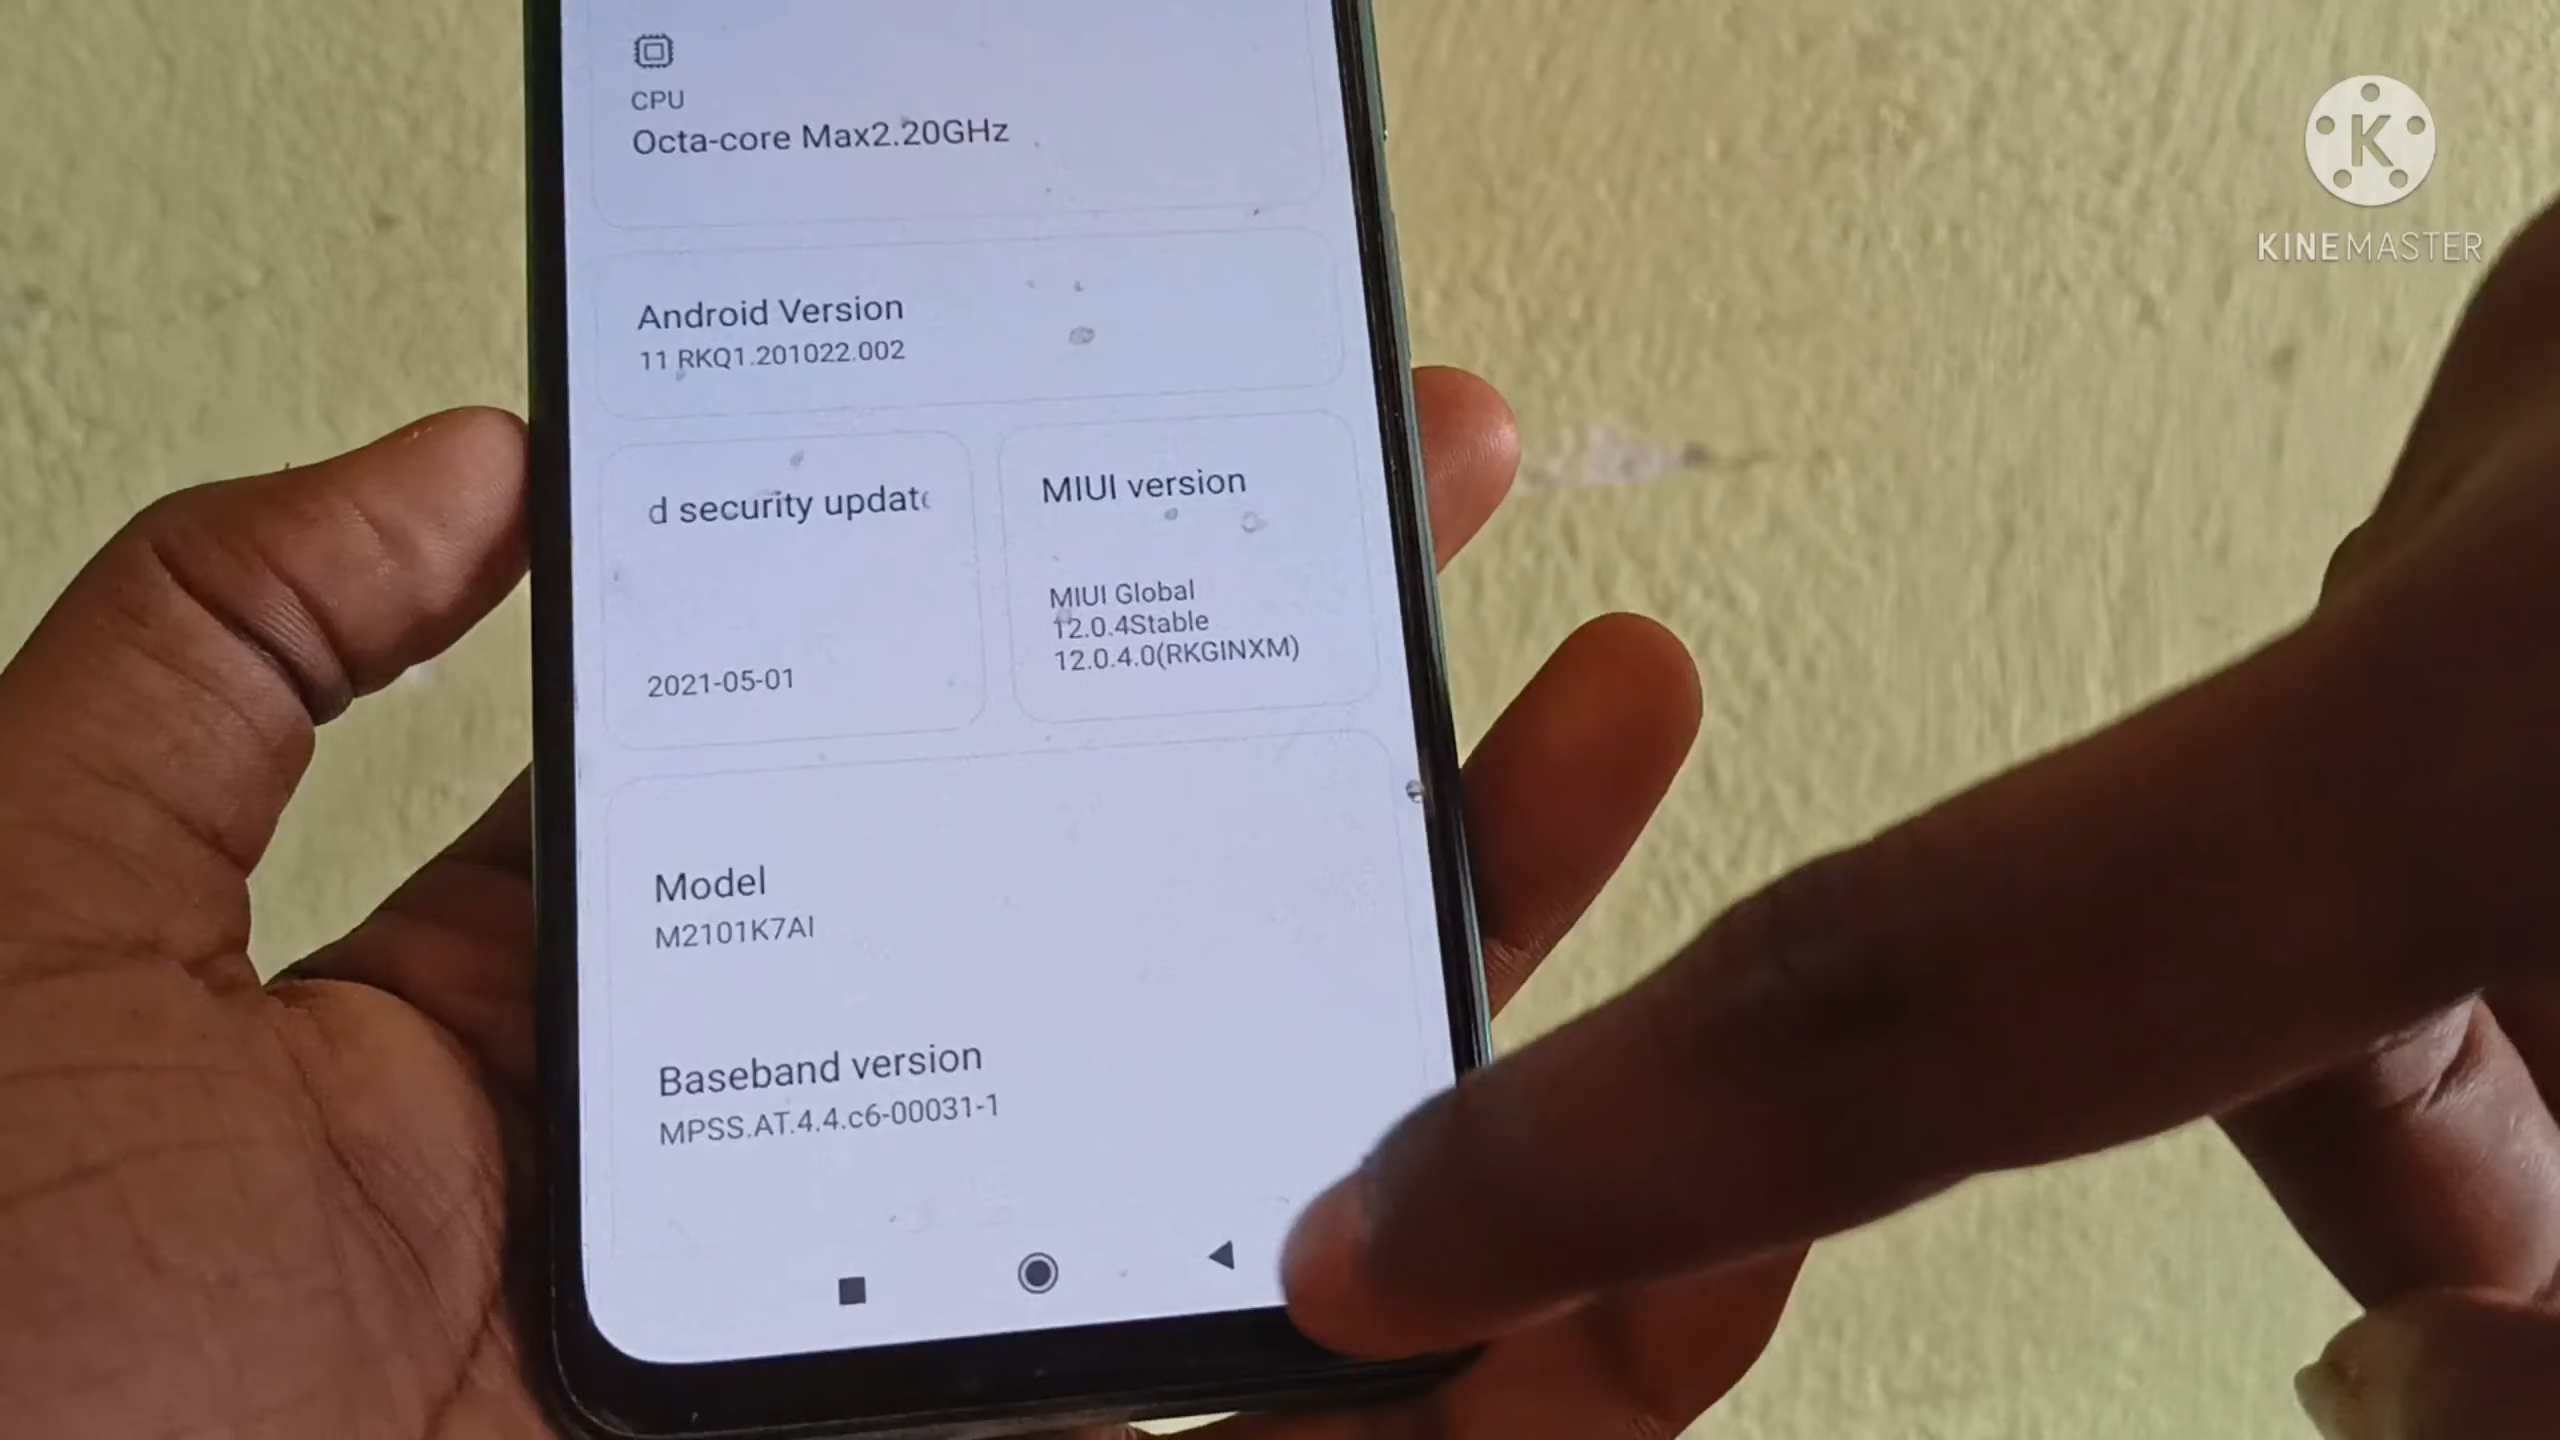 CPU
Octa-core Max2.20GHz
Android Version
11 RKQ1.201022.002
d security update
2021-05-01
MIUI version
MIUI Global
12.0.4Stable
12.0.4.0(RKGINXM)
Model
M2101K7AI
Baseband version
MPSS.AT.4.4.c6-00031-1
K
KINEMASTER